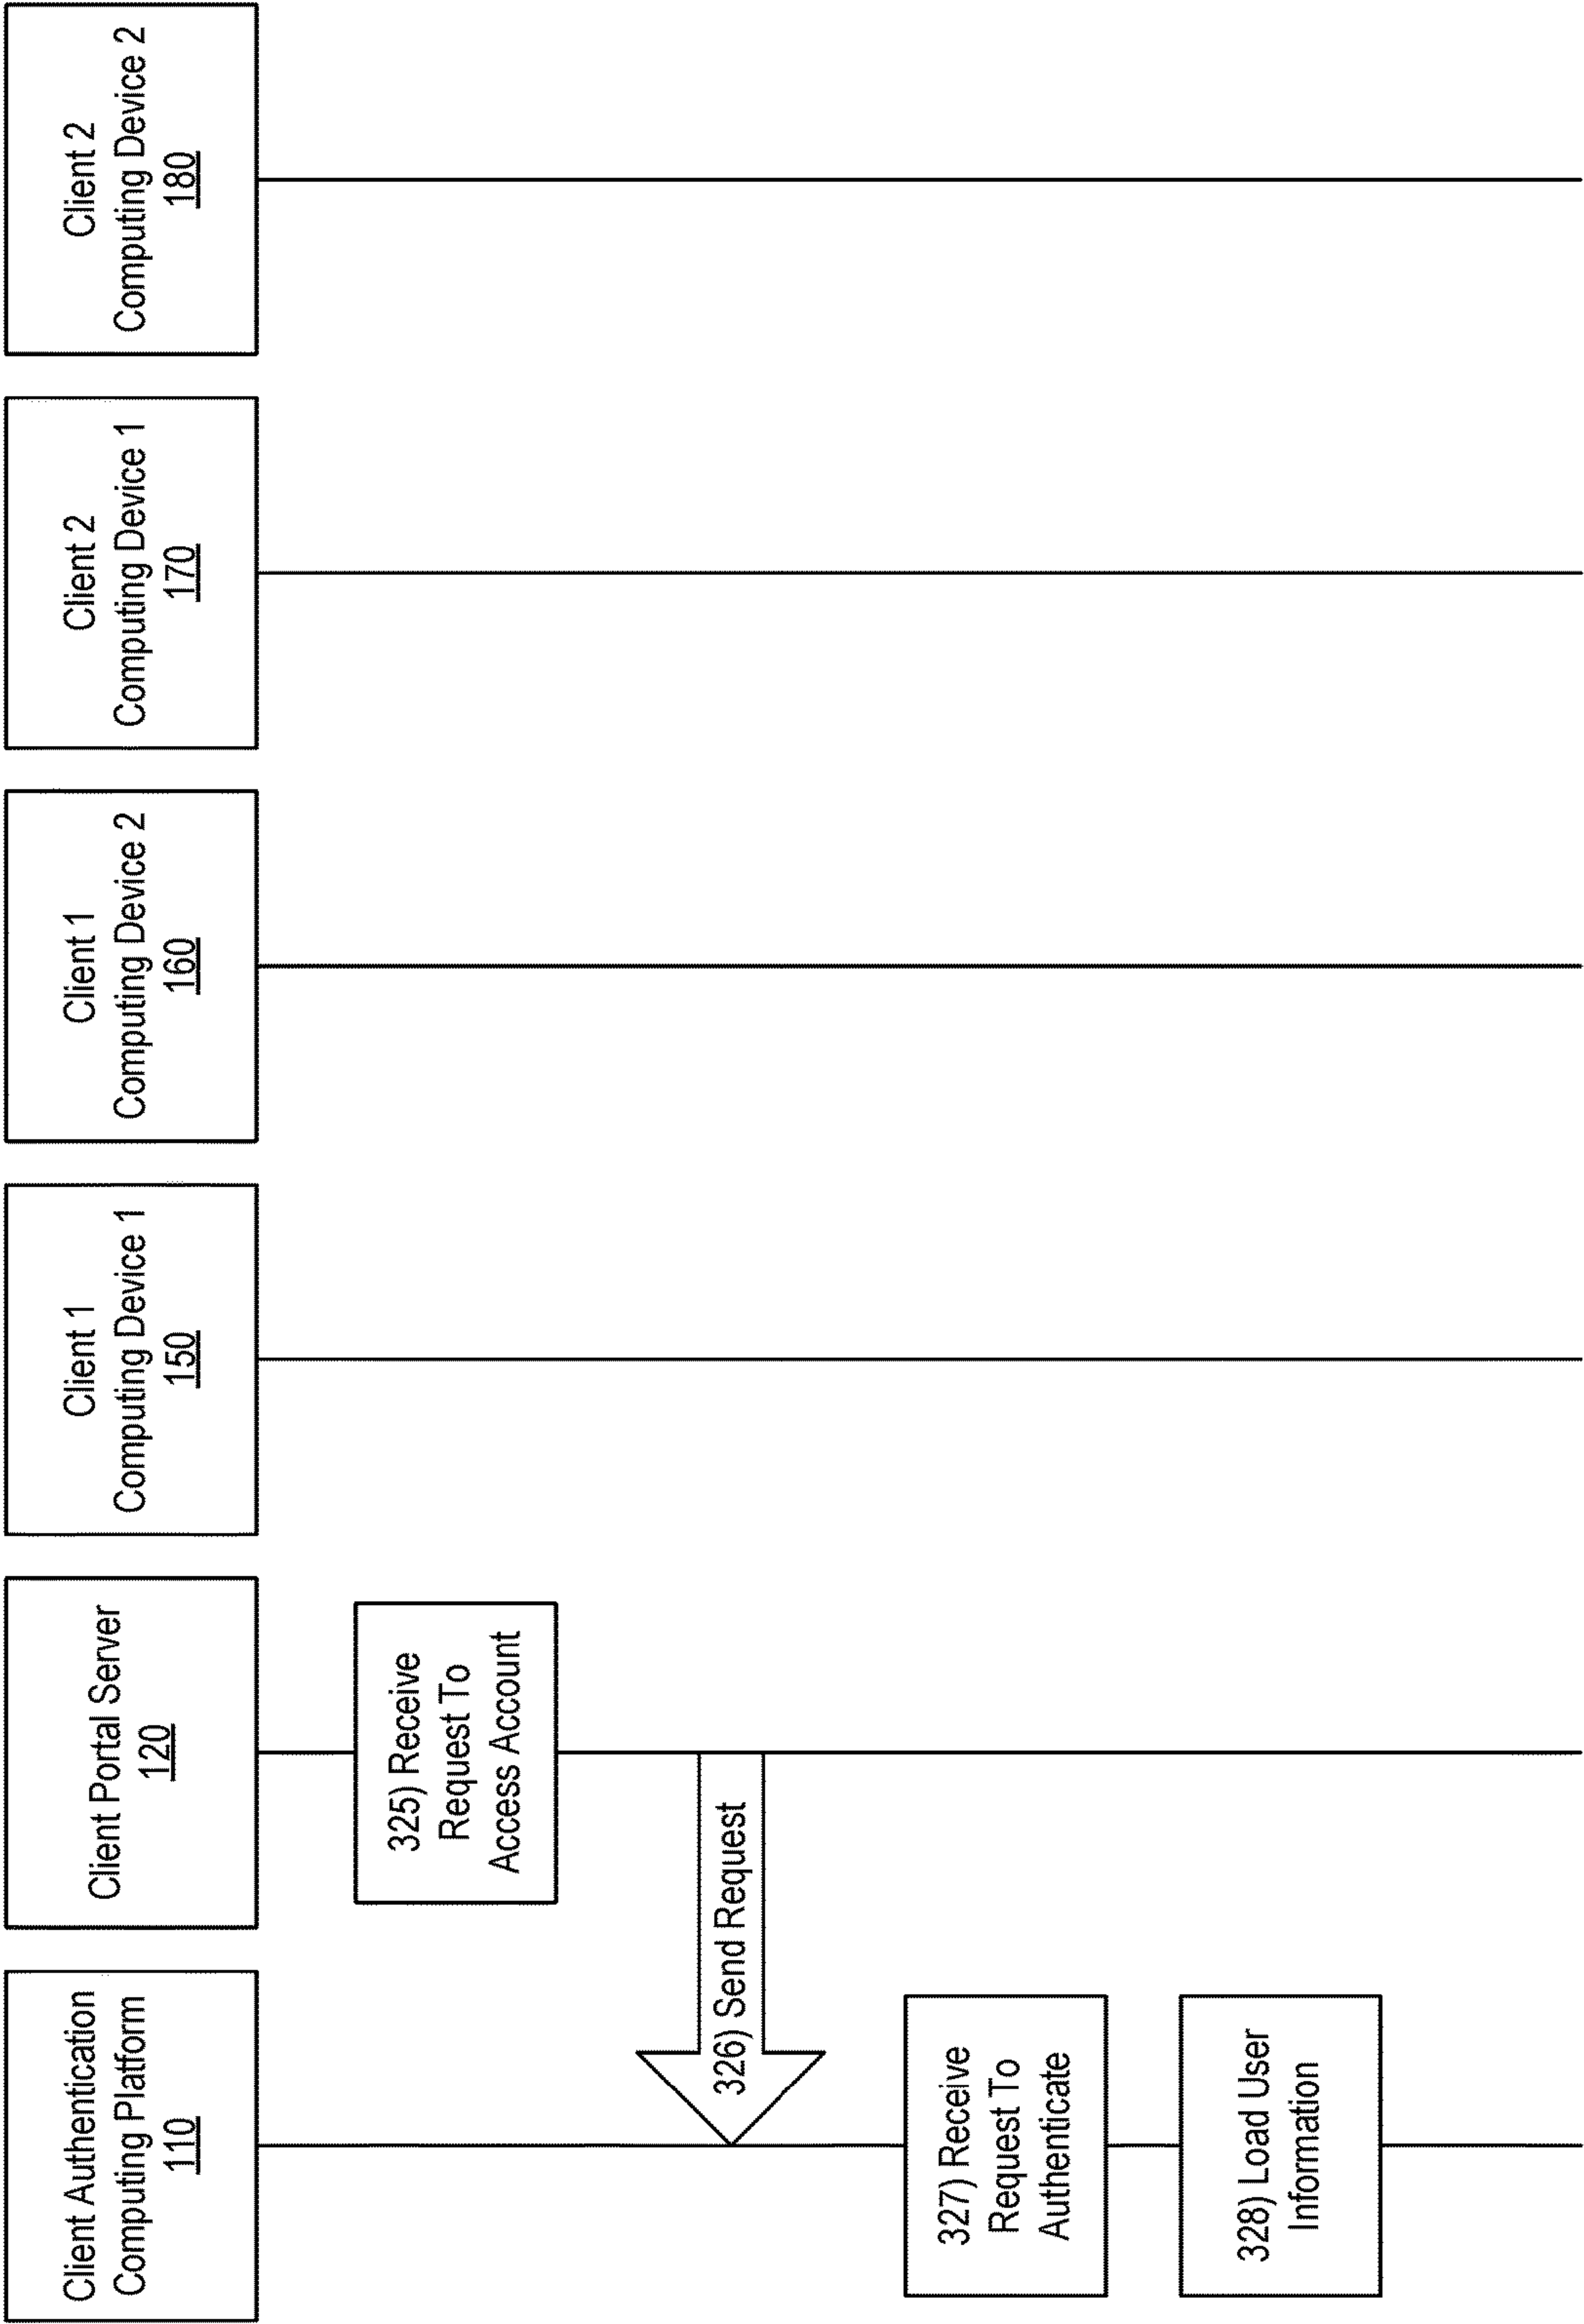 Client Authentication
Computing Platform
110
Client Portal Server
120
Client 1
Computing Device 1
150
Client 1
Computing Device 2
160
Client 2
Computing Device 1
170
Client 2
Computing Device 2
180
325) Receive
Request To
Access Account
326) Send Request
327) Receive
Request To
Authenticate
328) Load User
Information